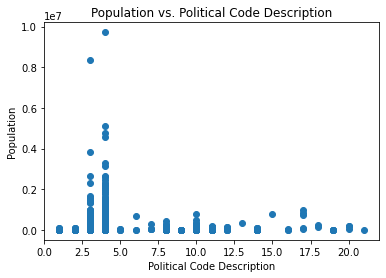 Population vs. Political Code Description
1e7
1.0
0.8
0.6
0.4
0.2
0.0
Population
0.0 2.5 5.0 7.5 10.0 12.5 15.0 17.5 20.0
Political Code Description